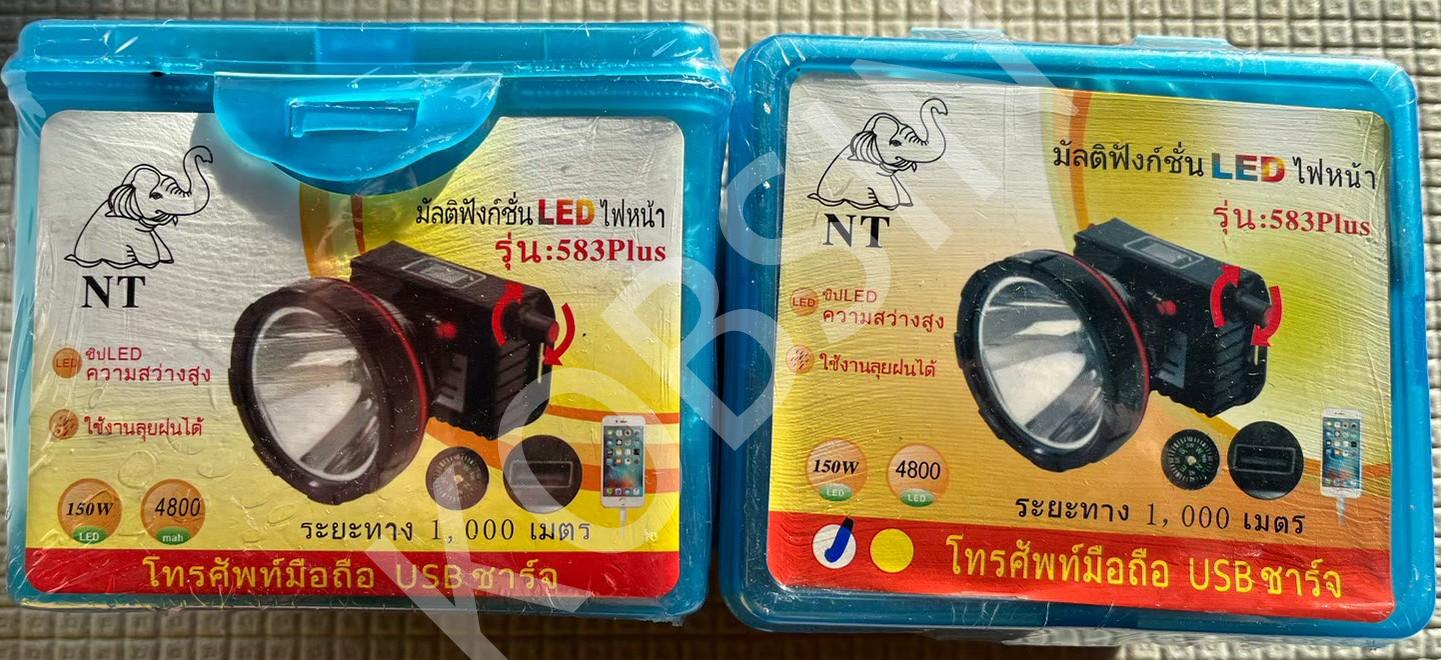 NT
มัลติฟังก์ชั่น LED ไฟหน้า
รุ่น:583Plus
LED
ชิปLED
ความสว่างสูง
ใช้งานลุยฝนได้
150W
LED
4800
mah
ระยะทาง 1,000 เมตร
โทรศัพท์มือถือ USB ชาร์จ
NT
มัลติฟังก์ชั่น LED ไฟหน้า
รุ่น:583Plus
LED
ชิปLED
ความสว่างสูง
ใช้งานลุยฝนได้
150W
LED
4800
LED
ระยะทาง 1,000 เมตร
โทรศัพท์มือถือ USB ชาร์จ
KOBSIN